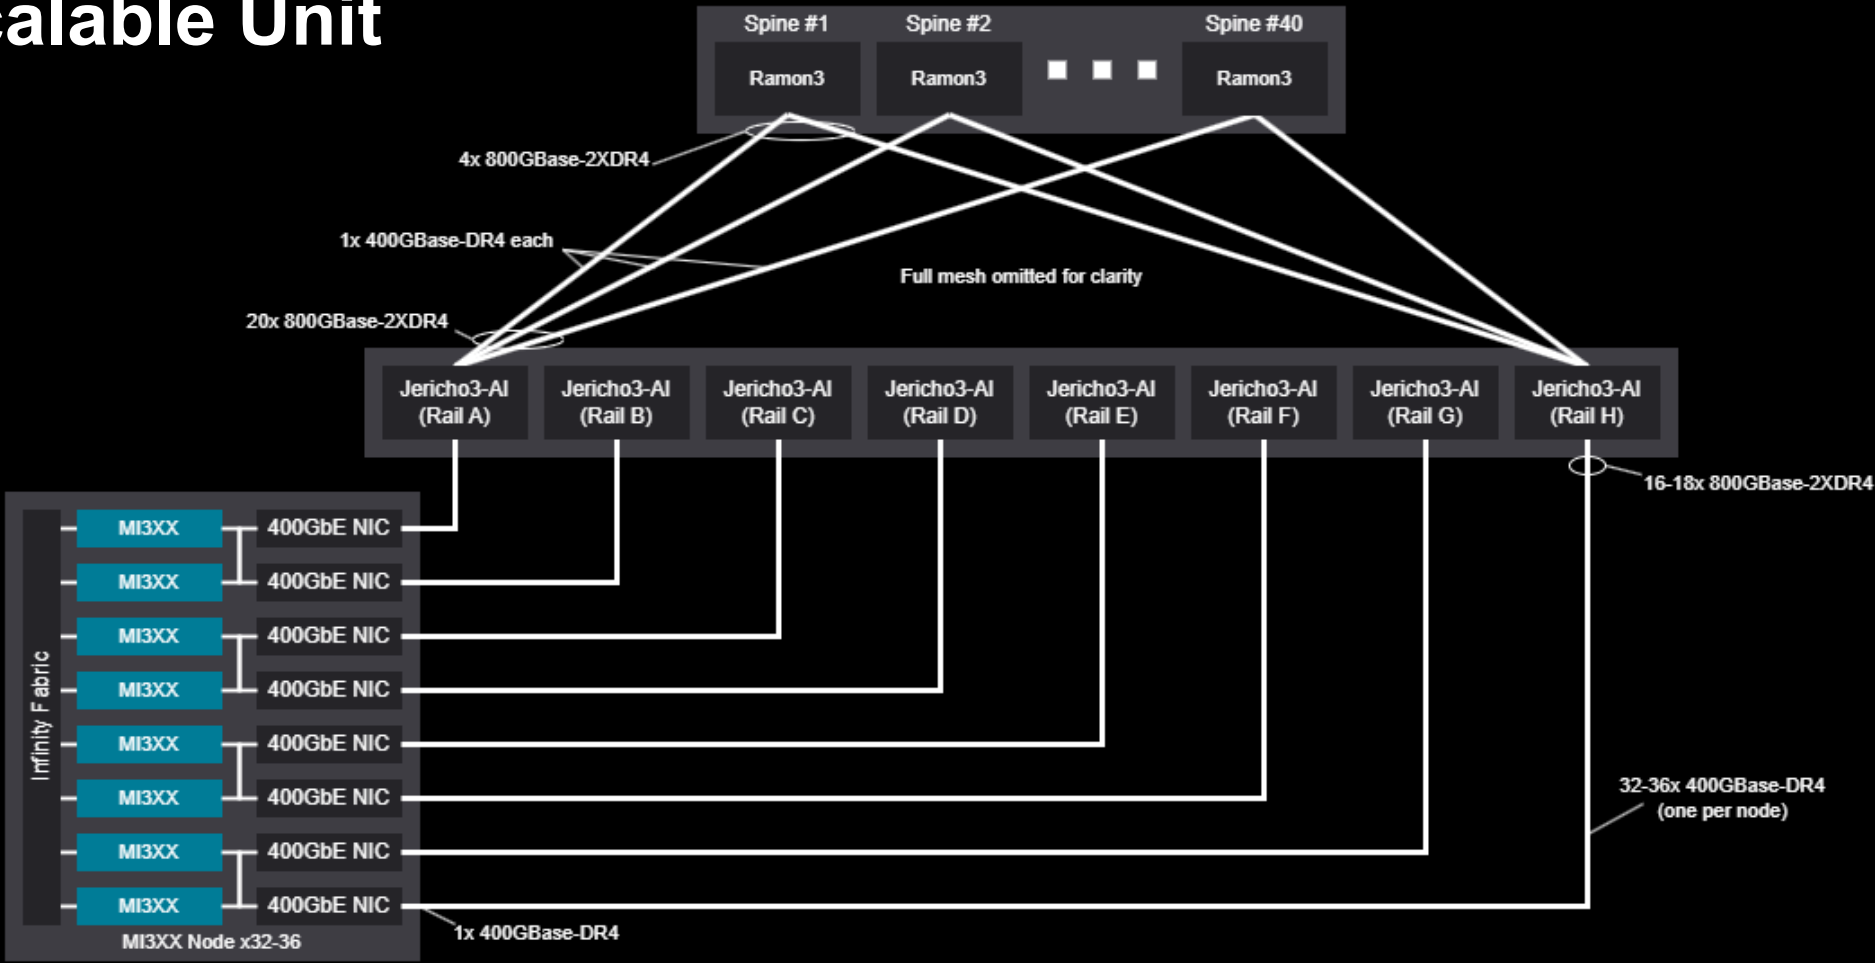 calable Unit
Spine #1
Spine #2
Spine #40
Ramon3
Ramon3
Ramon3
4x 800GBase-2XDR4
1x 400GBase-DR4 each
Full mesh omitted for clarity
20x 800GBase-2XDR4
Jericho3-AI
(Rail A)
Jericho3-AI
(Rail B)
Jericho3-AI
(Rail C)
Jericho3-AI
(Rail D)
Jericho3-AI
(Rail E)
Jericho3-AI
(Rail F)
Jericho3-AI
(Rail G)
Jericho3-AI
(Rail H)
16-18x 800GBase-2XDR4
Infinity Fabric
MI3XX
400GbE NIC
MI3XX
400GbE NIC
MI3XX
400GbE NIC
MI3XX
400GbE NIC
MI3XX
400GbE NIC
MI3XX
400GbE NIC
MI3XX
400GbE NIC
MI3XX
400GbE NIC
32-36x 400GBase-DR4
(one per node)
1x 400GBase-DR4
MI3XX Node x32-36